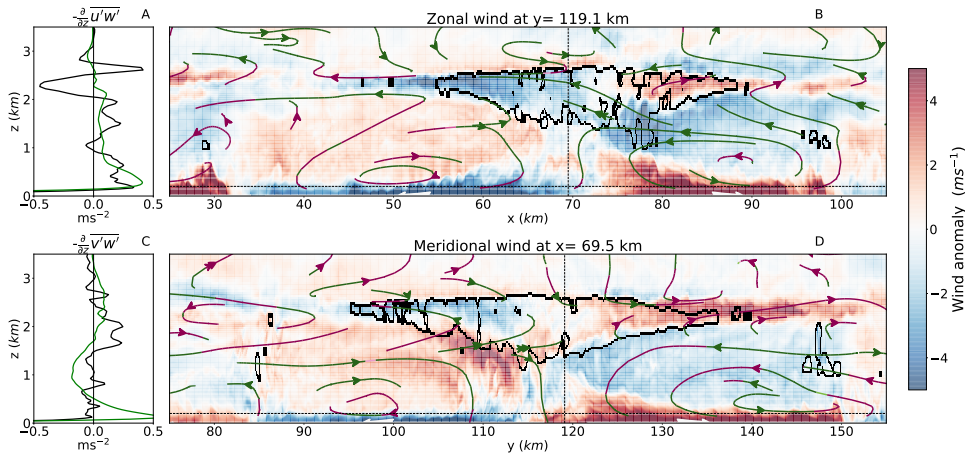 -∂/∂z u'w' A
Zonal wind at y= 119.1 km B
z (km)
3
2
1
0
−0.5 0.0 0.5
ms⁻²
30 40 50 60 70 80 90 100
x (km)
-∂/∂z v'w' C
Meridional wind at x= 69.5 km D
z (km)
3
2
1
0
−0.5 0.0 0.5
ms⁻²
80 90 100 110 120 130 140 150
y (km)
4
2
0
−2
−4
Wind anomaly (ms⁻¹)